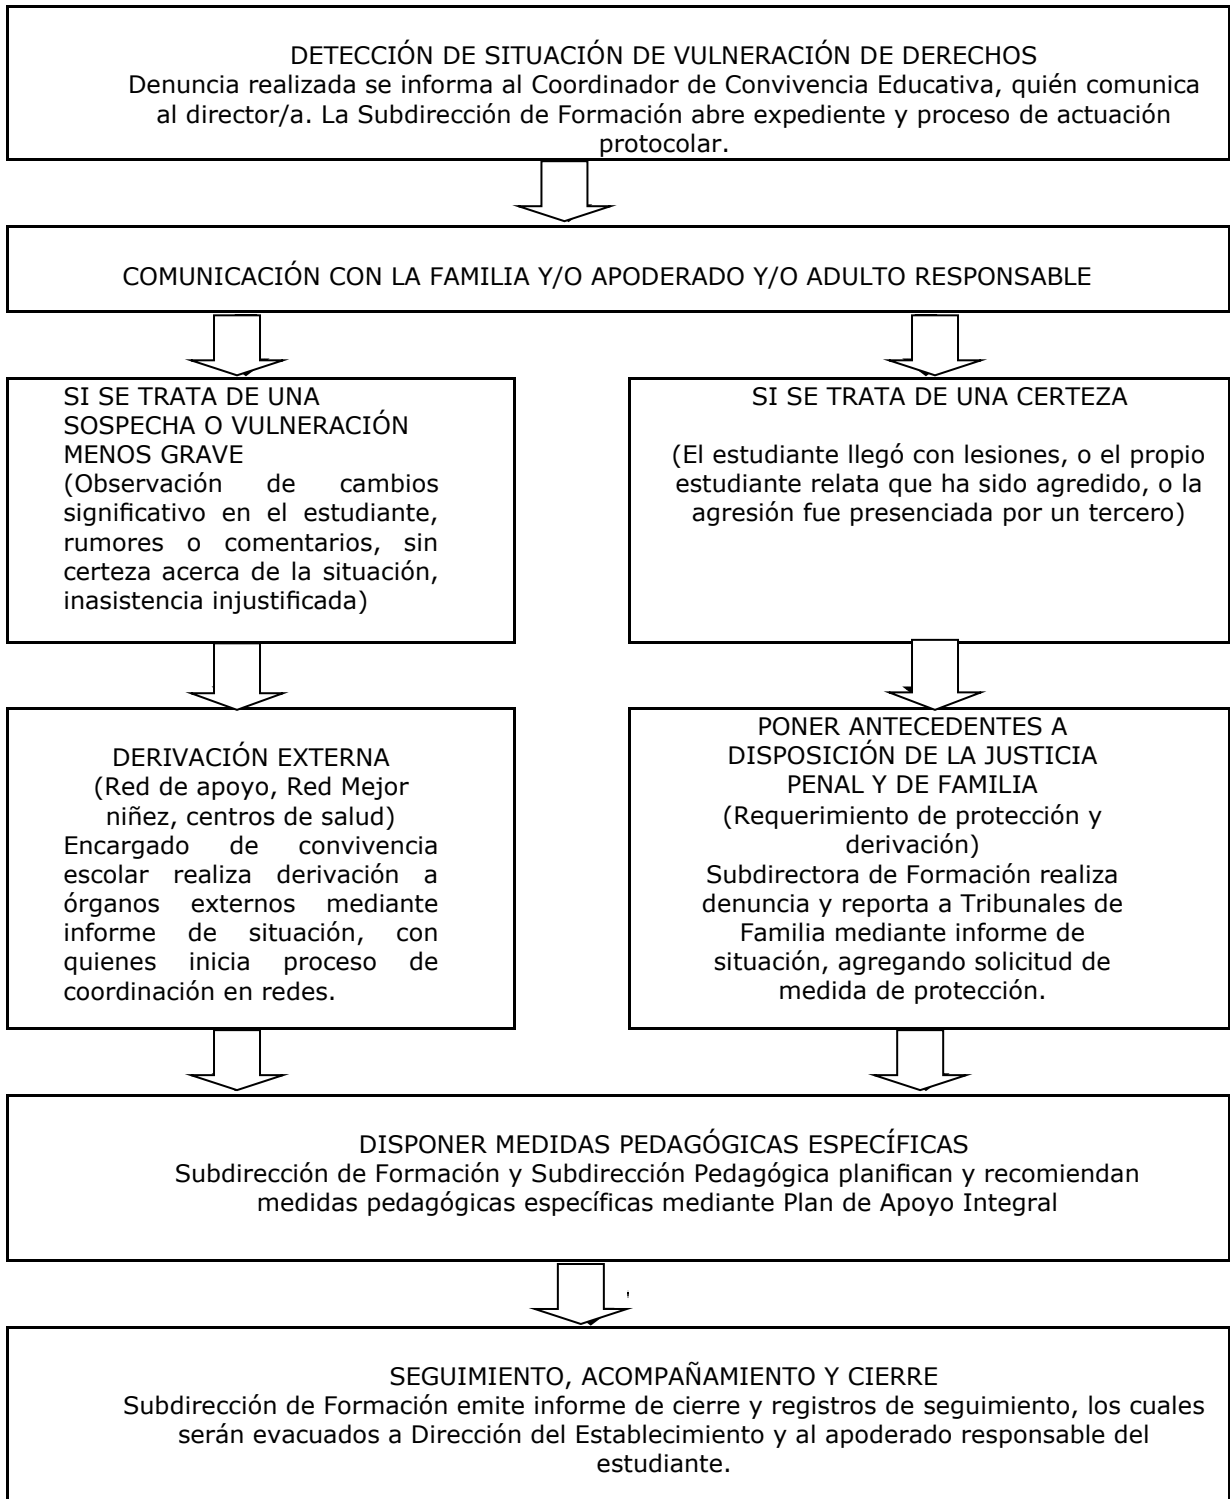 DETECCIÓN DE SITUACIÓN DE VULNERACIÓN DE DERECHOS
Denuncia realizada se informa al Coordinador de Convivencia Educativa, quién comunica
al director/a. La Subdirección de Formación abre expediente y proceso de actuación
protocolar.
COMUNICACIÓN CON LA FAMILIA Y/O APODERADO Y/O ADULTO RESPONSABLE
SI SE TRATA DE UNA
SOSPECHA O VULNERACIÓN
MENOS GRAVE
(Observación de cambios
significativo en el estudiante,
rumores o comentarios, sin
certeza acerca de la situación,
inasistencia injustificada)
SI SE TRATA DE UNA CERTEZA
(El estudiante llegó con lesiones, o el propio
estudiante relata que ha sido agredido, o la
agresión fue presenciada por un tercero)
DERIVACIÓN EXTERNA
(Red de apoyo, Red Mejor
niñez, centros de salud)
Encargado de convivencia
escolar realiza derivación a
órganos externos mediante
informe de situación, con
quienes inicia proceso de
coordinación en redes.
PONER ANTECEDENTES A
DISPOSICIÓN DE LA JUSTICIA
PENAL Y DE FAMILIA
(Requerimiento de protección y
derivación)
Subdirectora de Formación realiza
denuncia y reporta a Tribunales de
Familia mediante informe de
situación, agregando solicitud de
medida de protección.
DISPONER MEDIDAS PEDAGÓGICAS ESPECÍFICAS
Subdirección de Formación y Subdirección Pedagógica planifican y recomiendan
medidas pedagógicas específicas mediante Plan de Apoyo Integral
SEGUIMIENTO, ACOMPAÑAMIENTO Y CIERRE
Subdirección de Formación emite informe de cierre y registros de seguimiento, los cuales
serán evacuados a Dirección del Establecimiento y al apoderado responsable del
estudiante.